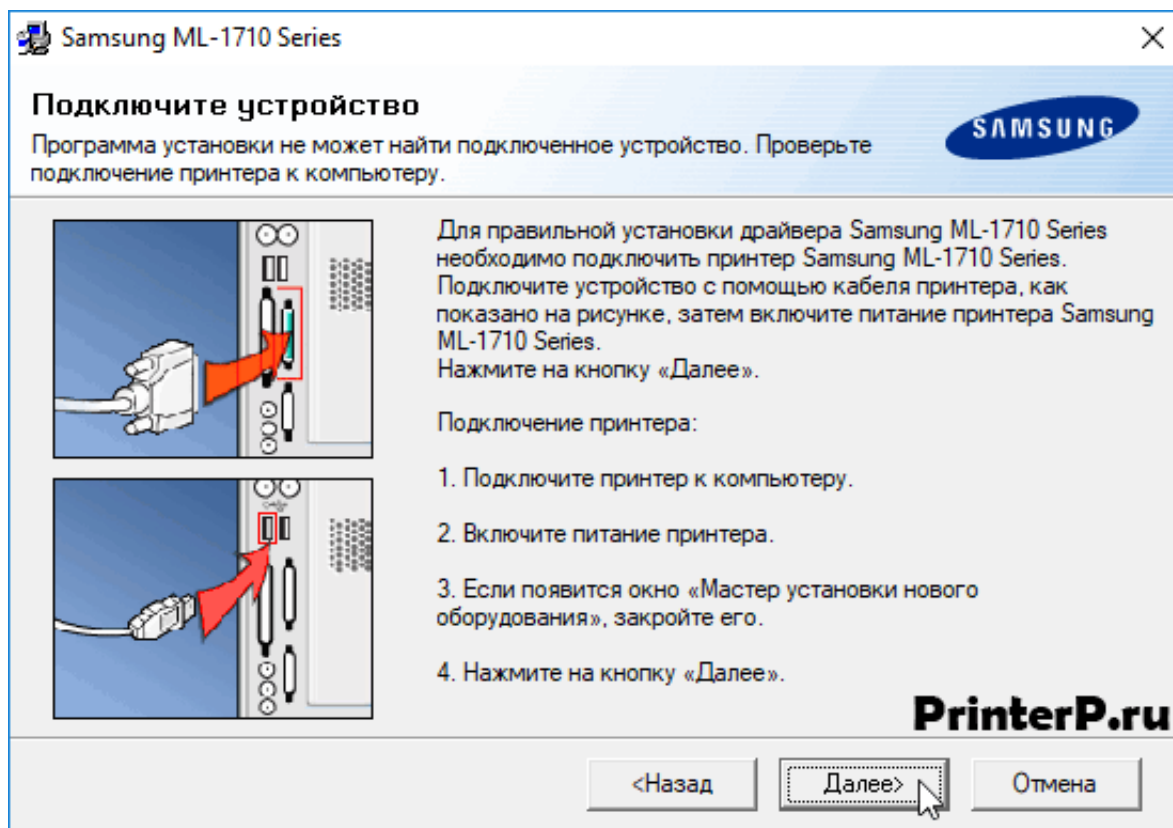 Samsung ML-1710 Series
Подключите устройство
Программа установки не может найти подключенное устройство. Проверьте
подключение принтера к компьютеру.
SAMSUNG
Для правильной установки драйвера Samsung ML-1710 Series
необходимо подключить принтер Samsung ML-1710 Series.
Подключите устройство с помощью кабеля принтера, как
показано на рисунке, затем включите питание принтера Samsung
ML-1710 Series.
Нажмите на кнопку «Далее».
Подключение принтера:
1. Подключите принтер к компьютеру.
2. Включите питание принтера.
3. Если появится окно «Мастер установки нового
оборудования», закройте его.
4. Нажмите на кнопку «Далее».
PrinterP.ru
<Назад
Далее>
Отмена